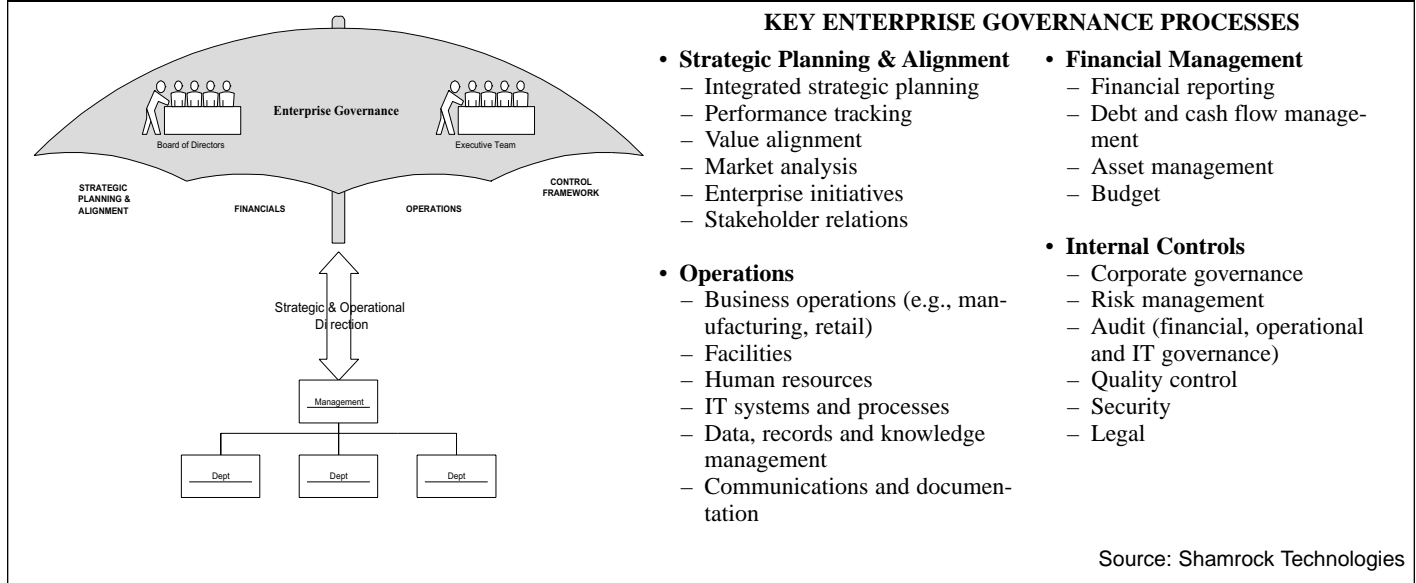 Enterprise Governance
Board of Directors
Executive Team
STRATEGIC
PLANNING &
ALIGNMENT
FINANCIALS
OPERATIONS
CONTROL
FRAMEWORK
Strategic & Operational
Direction
Management
Dept
Dept
Dept
KEY ENTERPRISE GOVERNANCE PROCESSES
• Strategic Planning & Alignment
– Integrated strategic planning
– Performance tracking
– Value alignment
– Market analysis
– Enterprise initiatives
– Stakeholder relations
• Operations
– Business operations (e.g., man-
ufacturing, retail)
– Facilities
– Human resources
– IT systems and processes
– Data, records and knowledge
management
– Communications and documen-
tation
• Financial Management
– Financial reporting
– Debt and cash flow manage-
ment
– Asset management
– Budget
• Internal Controls
– Corporate governance
– Risk management
– Audit (financial, operational
and IT governance)
– Quality control
– Security
– Legal
Source: Shamrock Technologies